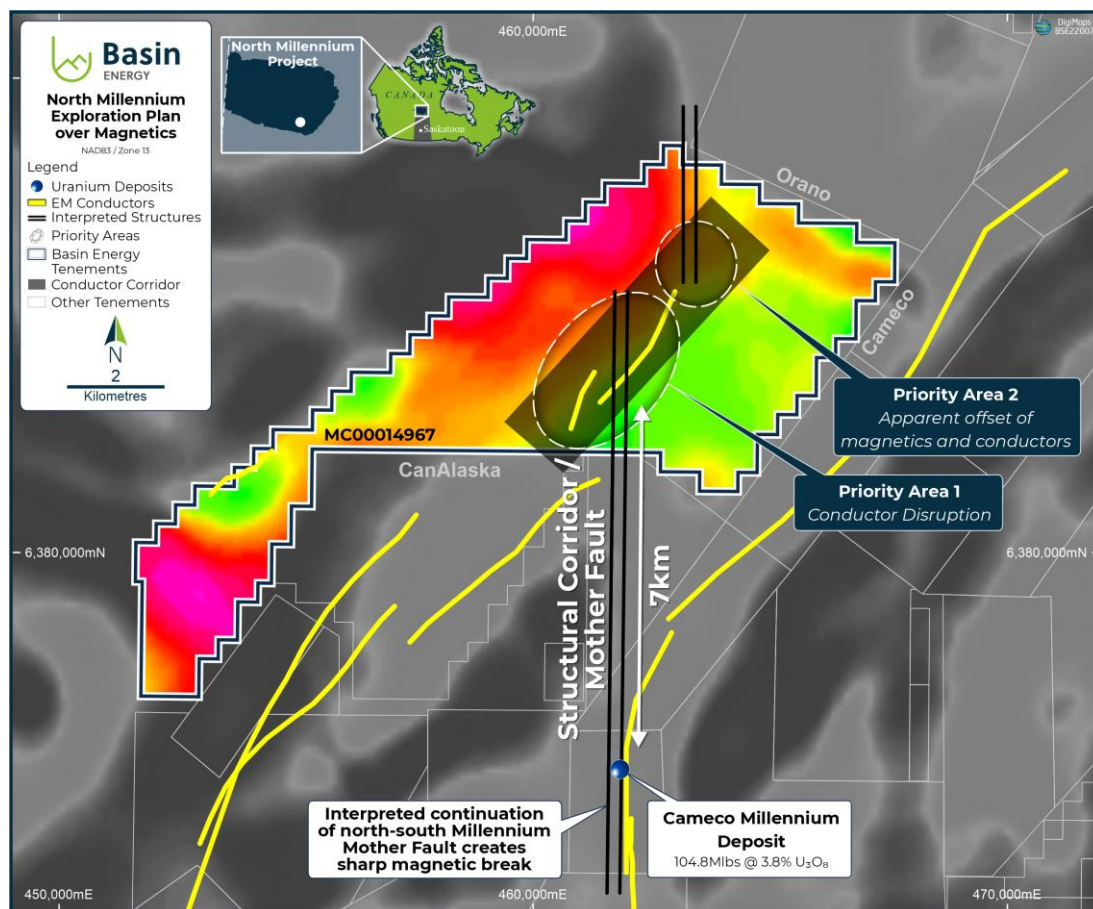 Basin
ENERGY
North Millennium
Exploration Plan
over Magnetics
NAD83 / Zone 13
Legend
Uranium Deposits
EM Conductors
Interpreted Structures
Priority Areas
Basin Energy
Tenements
Conductor Corridor
Other Tenements
N
2
Kilometres
North Millennium
Project
CANADA
Saskatoon
460,000mE
DigiMaps
BSE22007
Orano
Cameco
Priority Area 2
Apparent offset of
magnetics and conductors
Priority Area 1
Conductor Disruption
MC00014967
CanAlaska
Structural Corridor /
Mother Fault
7km
6,380,000mN
6,380,000mN
Interpreted continuation
of north-south Millennium
Mother Fault creates
sharp magnetic break
Cameco Millennium
Deposit
104.8Mlbs @ 3.8% U₃O₈
450,000mE
460,000mE
470,000mE